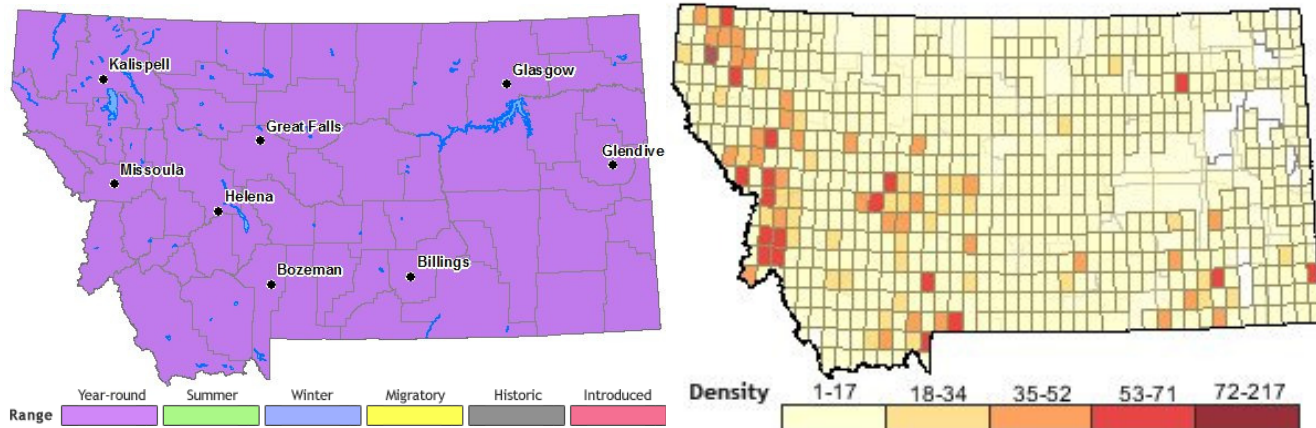 Kalispell
Glasgow
Great Falls
Glendive
Missoula
Helena
Bozeman
Billings
Year-round Summer Winter Migratory Historic Introduced
Range
Density 1-17 18-34 35-52 53-71 72-217